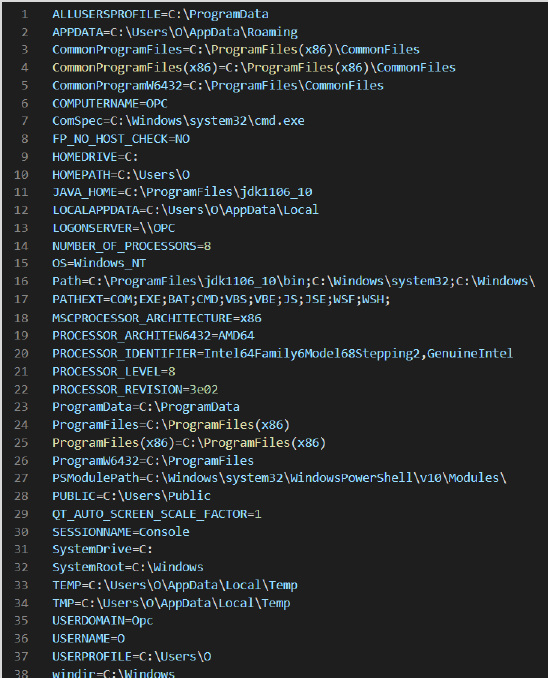 1 ALLUSERSPROFILE=C:\ProgramData
2 APPDATA=C:\Users\O\AppData\Roaming
3 CommonProgramFiles=C:\ProgramFiles(x86)\CommonFiles
4 CommonProgramFiles(x86)=C:\ProgramFiles(x86)\CommonFiles
5 CommonProgramW6432=C:\ProgramFiles\CommonFiles
6 COMPUTERNAME=OPC
7 ComSpec=C:\Windows\system32\cmd.exe
8 FP_NO_HOST_CHECK=NO
9 HOMEDRIVE=C:
10 HOMEPATH=C:\Users\O
11 JAVA_HOME=C:\ProgramFiles\jdk1106_10
12 LOCALAPPDATA=C:\Users\O\AppData\Local
13 LOGONSERVER=\\OPC
14 NUMBER_OF_PROCESSORS=8
15 OS=Windows_NT
16 Path=C:\ProgramFiles\jdk1106_10\bin;C:\Windows\system32;C:\Windows\
17 PATHEXT=COM;EXE;BAT;CMD;VBS;VBE;JS;JSE;WSF;WSH;
18 MSCPROCESSOR_ARCHITECTURE=x86
19 PROCESSOR_ARCHITEW6432=AMD64
20 PROCESSOR_IDENTIFIER=Intel64Family6Model68Stepping2,GenuineIntel
21 PROCESSOR_LEVEL=8
22 PROCESSOR_REVISION=3e02
23 ProgramData=C:\ProgramData
24 ProgramFiles=C:\ProgramFiles(x86)
25 ProgramFiles(x86)=C:\ProgramFiles(x86)
26 ProgramW6432=C:\ProgramFiles
27 PSModulePath=C:\Windows\system32\WindowsPowerShell\v10\Modules\
28 PUBLIC=C:\Users\Public
29 QT_AUTO_SCREEN_SCALE_FACTOR=1
30 SESSIONNAME=Console
31 SystemDrive=C:
32 SystemRoot=C:\Windows
33 TEMP=C:\Users\O\AppData\Local\Temp
34 TMP=C:\Users\O\AppData\Local\Temp
35 USERDOMAIN=Opc
36 USERNAME=O
37 USERPROFILE=C:\Users\O
38 windir=C:\Windows